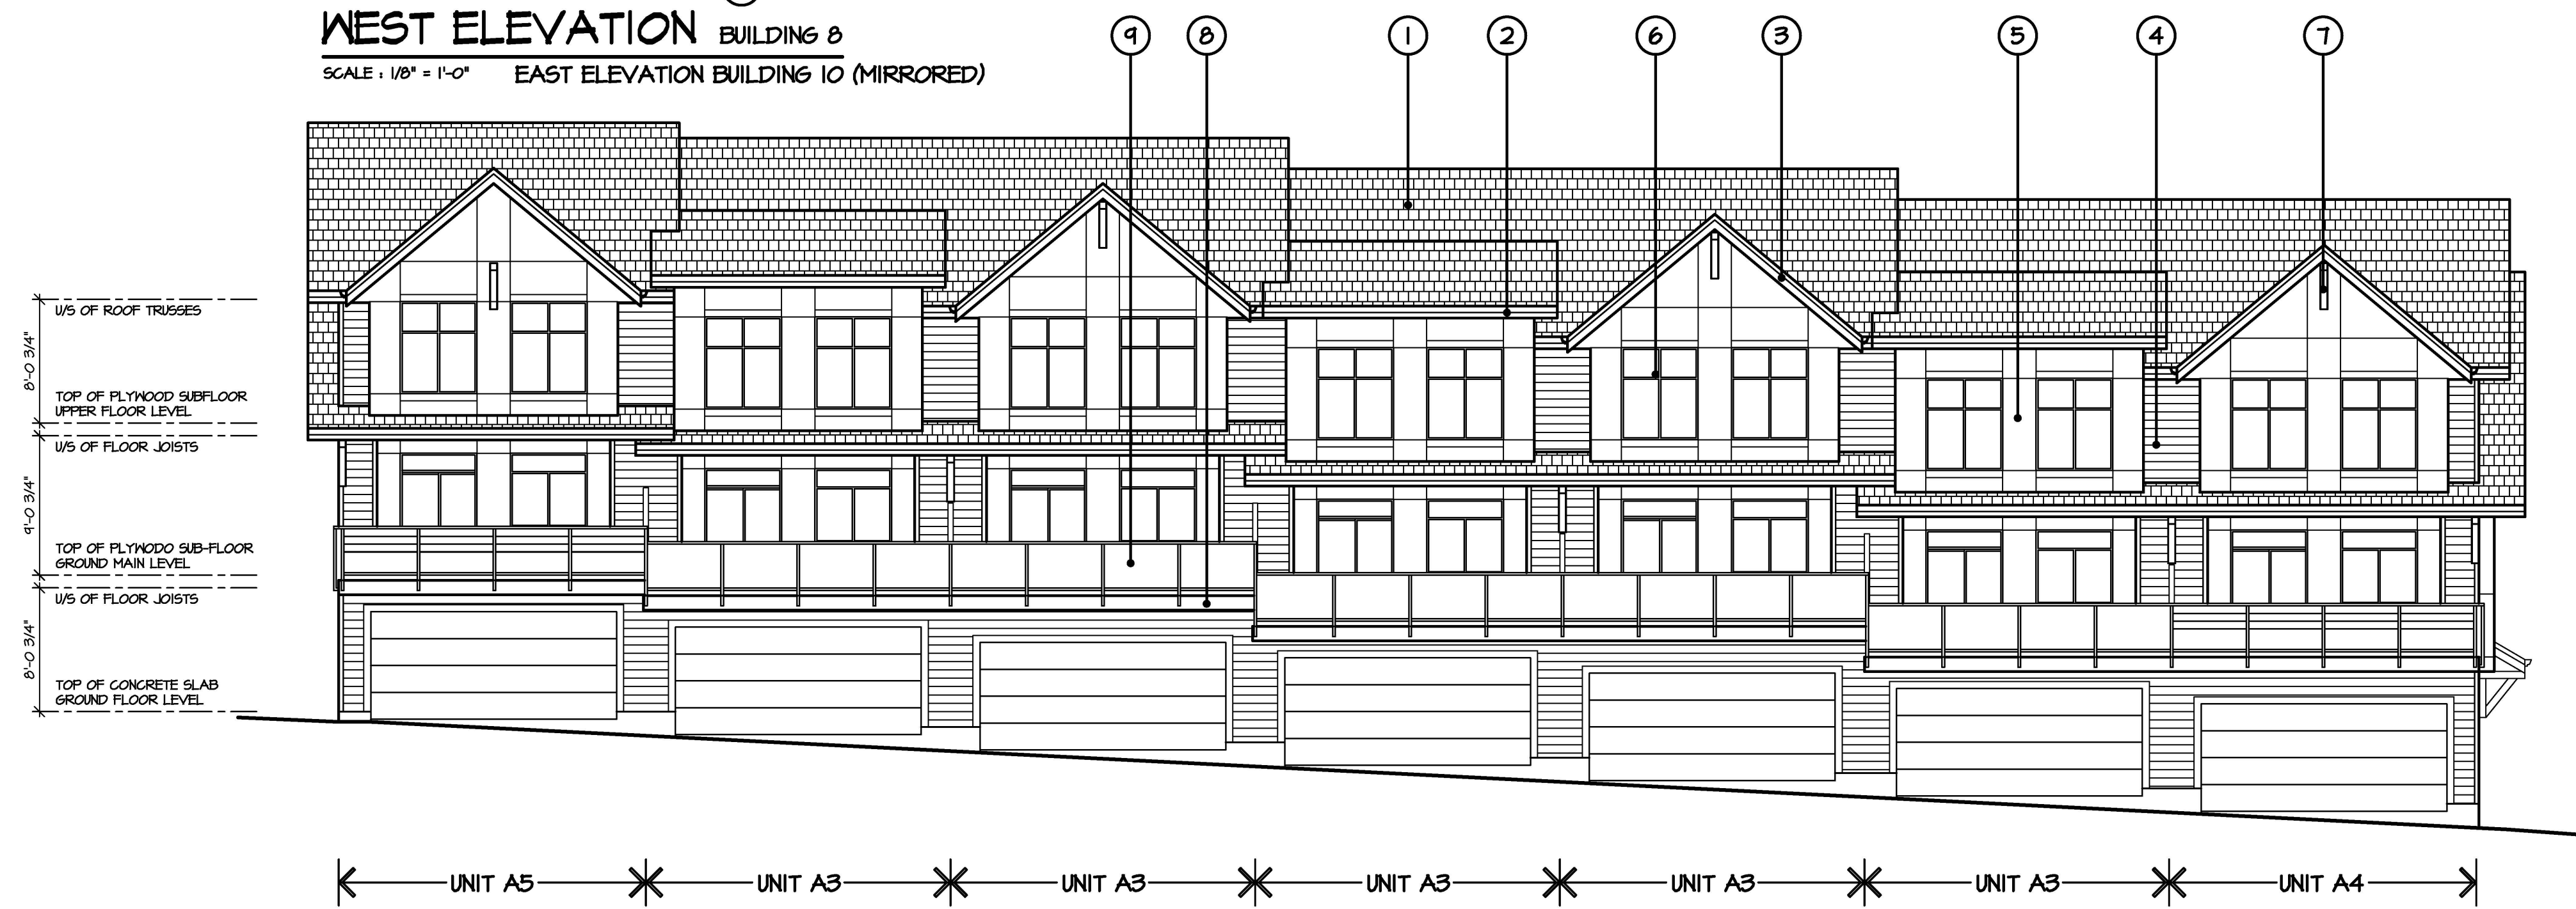 WEST ELEVATION BUILDING 8
SCALE : 1/8" = 1'-0" EAST ELEVATION BUILDING 10 (MIRRORED)
9 8 1 2 6 3 5 4 7
U/S OF ROOF TRUSSES
8'-0 3/4"
TOP OF PLYWOOD SUBFLOOR
UPPER FLOOR LEVEL
U/S OF FLOOR JOISTS
9'-0 3/4"
TOP OF PLYWODO SUB-FLOOR
GROUND MAIN LEVEL
U/S OF FLOOR JOISTS
8'-0 3/4"
TOP OF CONCRETE SLAB
GROUND FLOOR LEVEL
UNIT A5 UNIT A3 UNIT A3 UNIT A3 UNIT A3 UNIT A3 UNIT A4